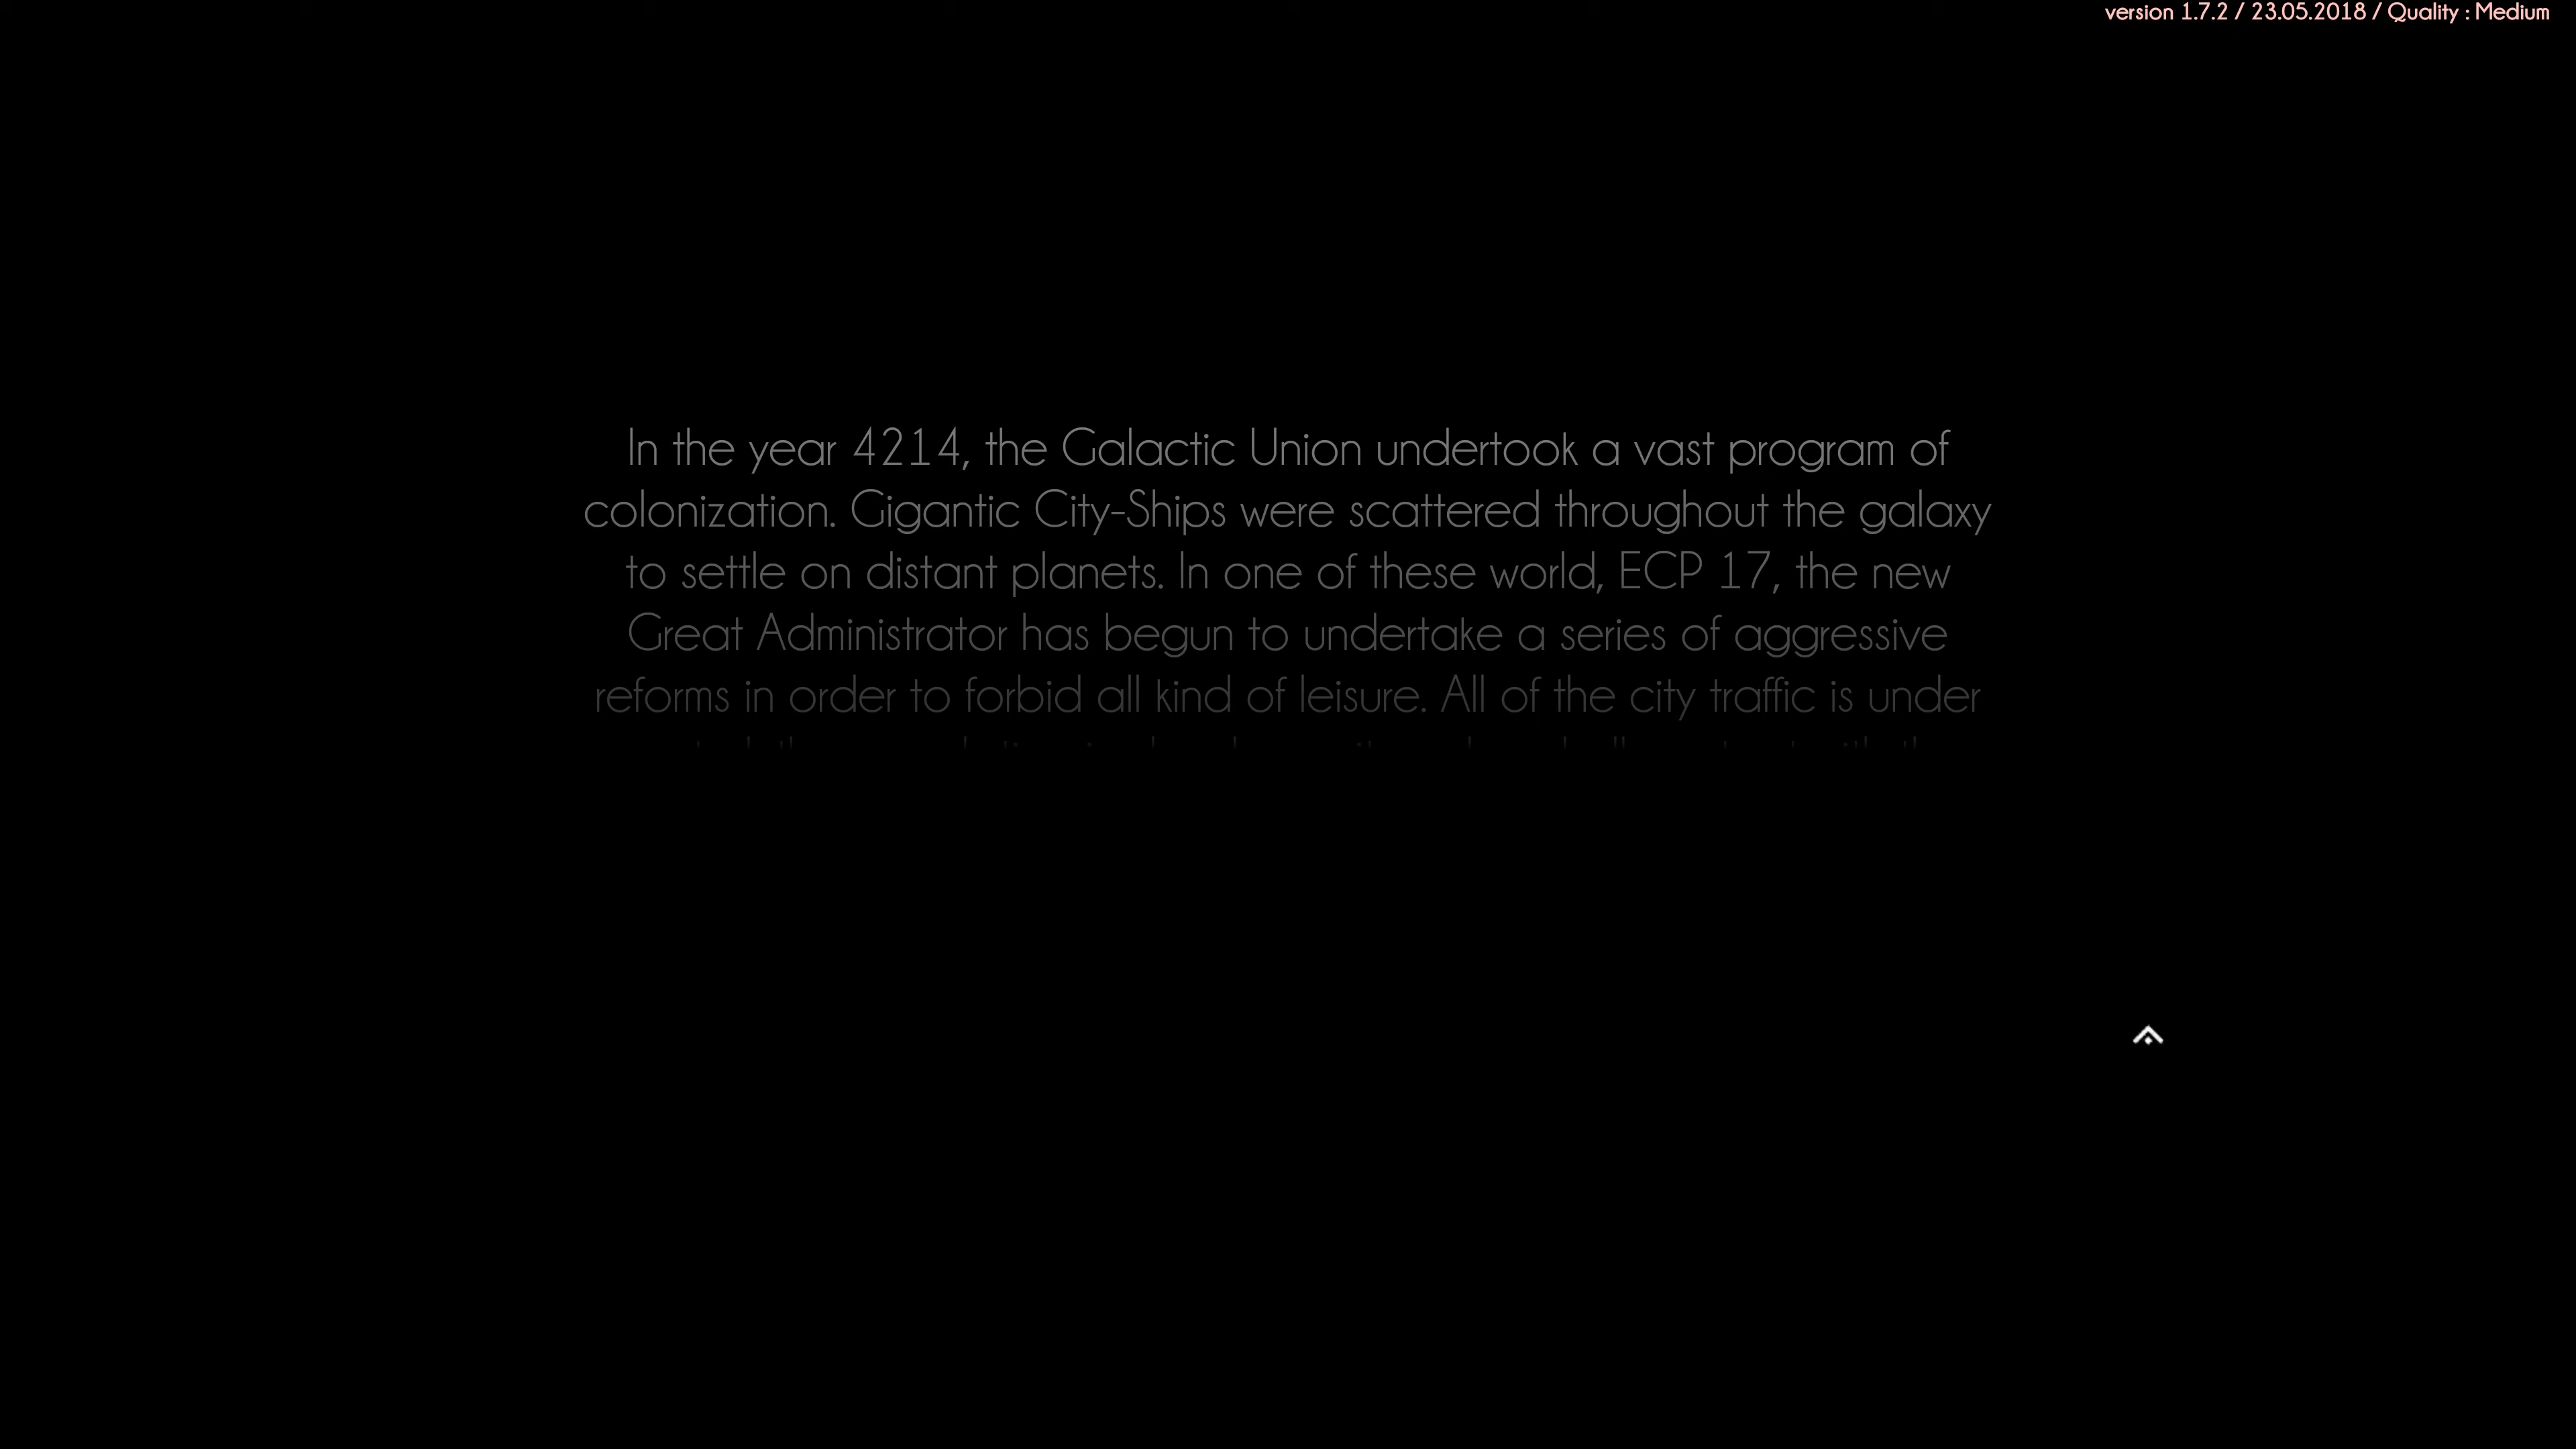 version 1.7.2 / 23.05.2018 / Quality : Medium
In the year 4214, the Galactic Union undertook a vast program of
colonization. Gigantic City-Ships were scattered throughout the galaxy
to settle on distant planets. In one of these world, ECP 17, the new
Great Administrator has begun to undertake a series of aggressive
reforms in order to forbid all kind of leisure. All of the city traffic is under